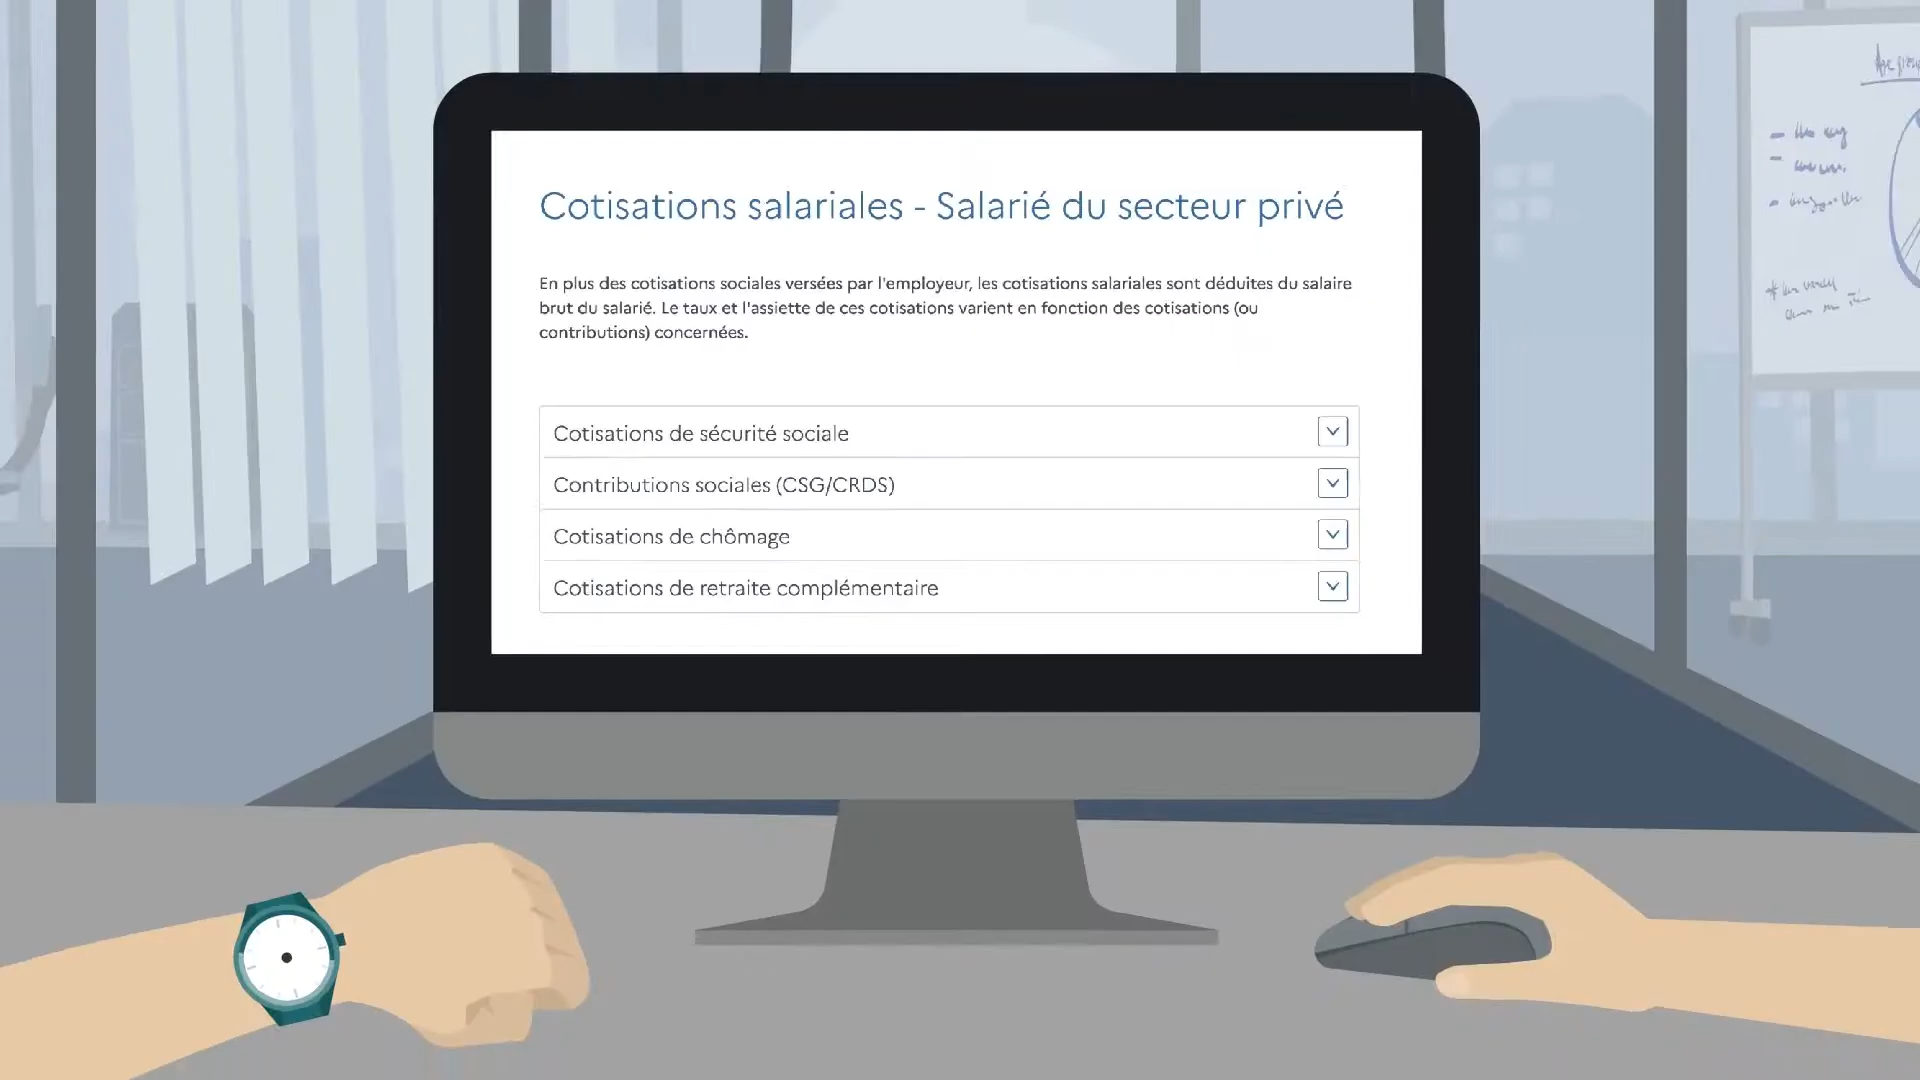 Cotisations salariales - Salarié du secteur privé
En plus des cotisations sociales versées par l'employeur, les cotisations salariales sont déduites du salaire
brut du salarié. Le taux et l'assiette de ces cotisations varient en fonction des cotisations (ou
contributions) concernées.
Cotisations de sécurité sociale
Contributions sociales (CSG/CRDS)
Cotisations de chômage
Cotisations de retraite complémentaire